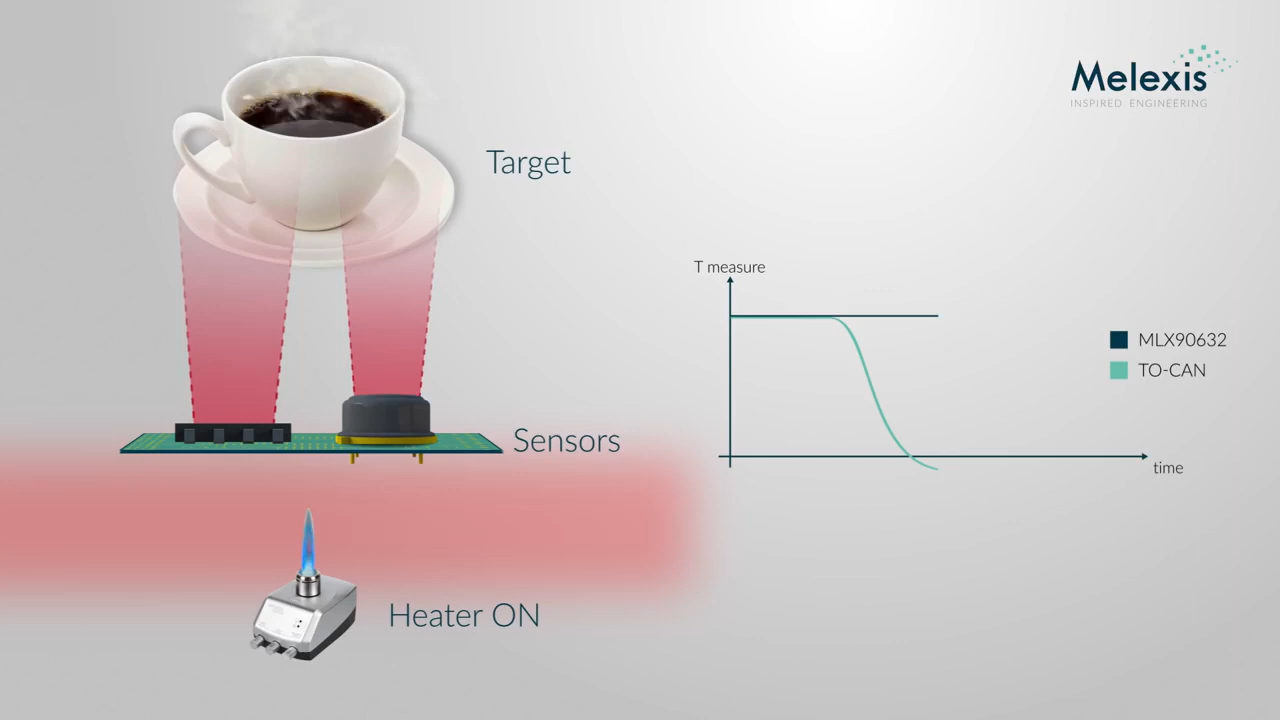 Melexis
INSPIRED ENGINEERING
Target
T measure
MLX90632
TO-CAN
Sensors
time
Heater ON